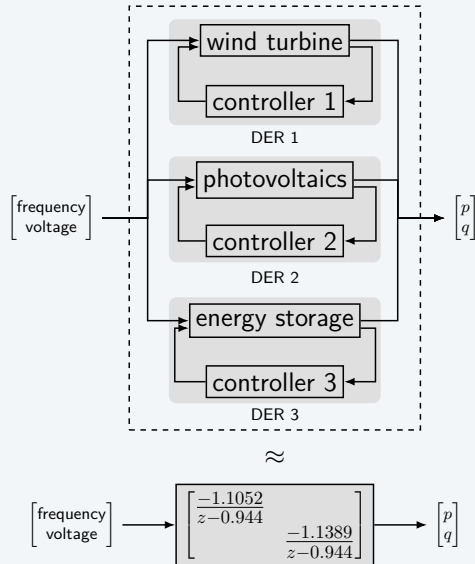 wind turbine
controller 1
DER 1
photovoltaics
[frequency voltage]
controller 2
[p q]
DER 2
energy storage
controller 3
DER 3
≈
[frequency voltage]
[-1.1052/(z-0.944)
-1.1389/(z-0.944)]
[p q]